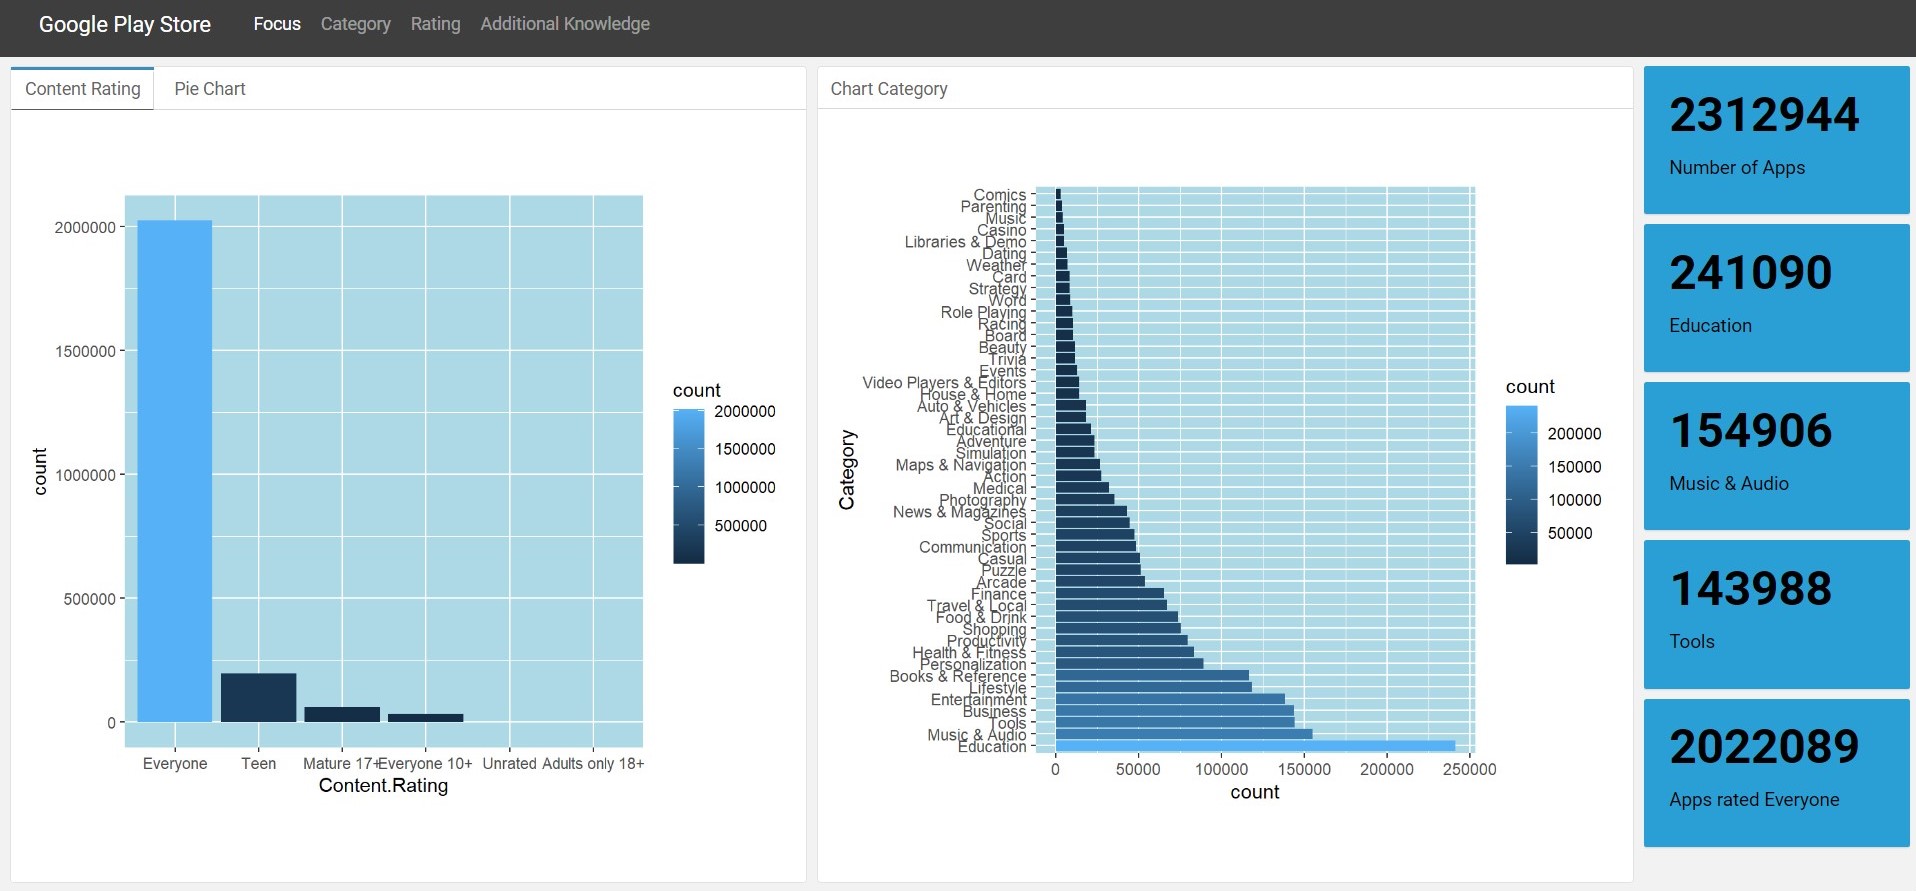 Google Play Store Focus Category Rating Additional Knowledge
Content Rating Pie Chart
2000000
1500000
1000000
500000
0
count
Everyone Teen Mature 17+ Everyone 10+ Unrated Adults only 18+
Content.Rating
count
2000000
1500000
1000000
500000
Chart Category
Category
Comics
Parenting
Music
Casino
Libraries & Demo
Dating
Weather
Card
Strategy
Word
Role Playing
Racing
Board
Beauty
Trivia
Events
Video Players & Editors
House & Home
Auto & Vehicles
Art & Design
Educational
Adventure
Simulation
Maps & Navigation
Action
Medical
Photography
News & Magazines
Social
Sports
Communication
Casual
Puzzle
Arcade
Finance
Travel & Local
Food & Drink
Shopping
Productivity
Health & Fitness
Personalization
Books & Reference
Lifestyle
Entertainment
Business
Tools
Music & Audio
Education
0 50000 100000 150000 200000 250000
count
count
200000
150000
100000
50000
2312944
Number of Apps
241090
Education
154906
Music & Audio
143988
Tools
2022089
Apps rated Everyone